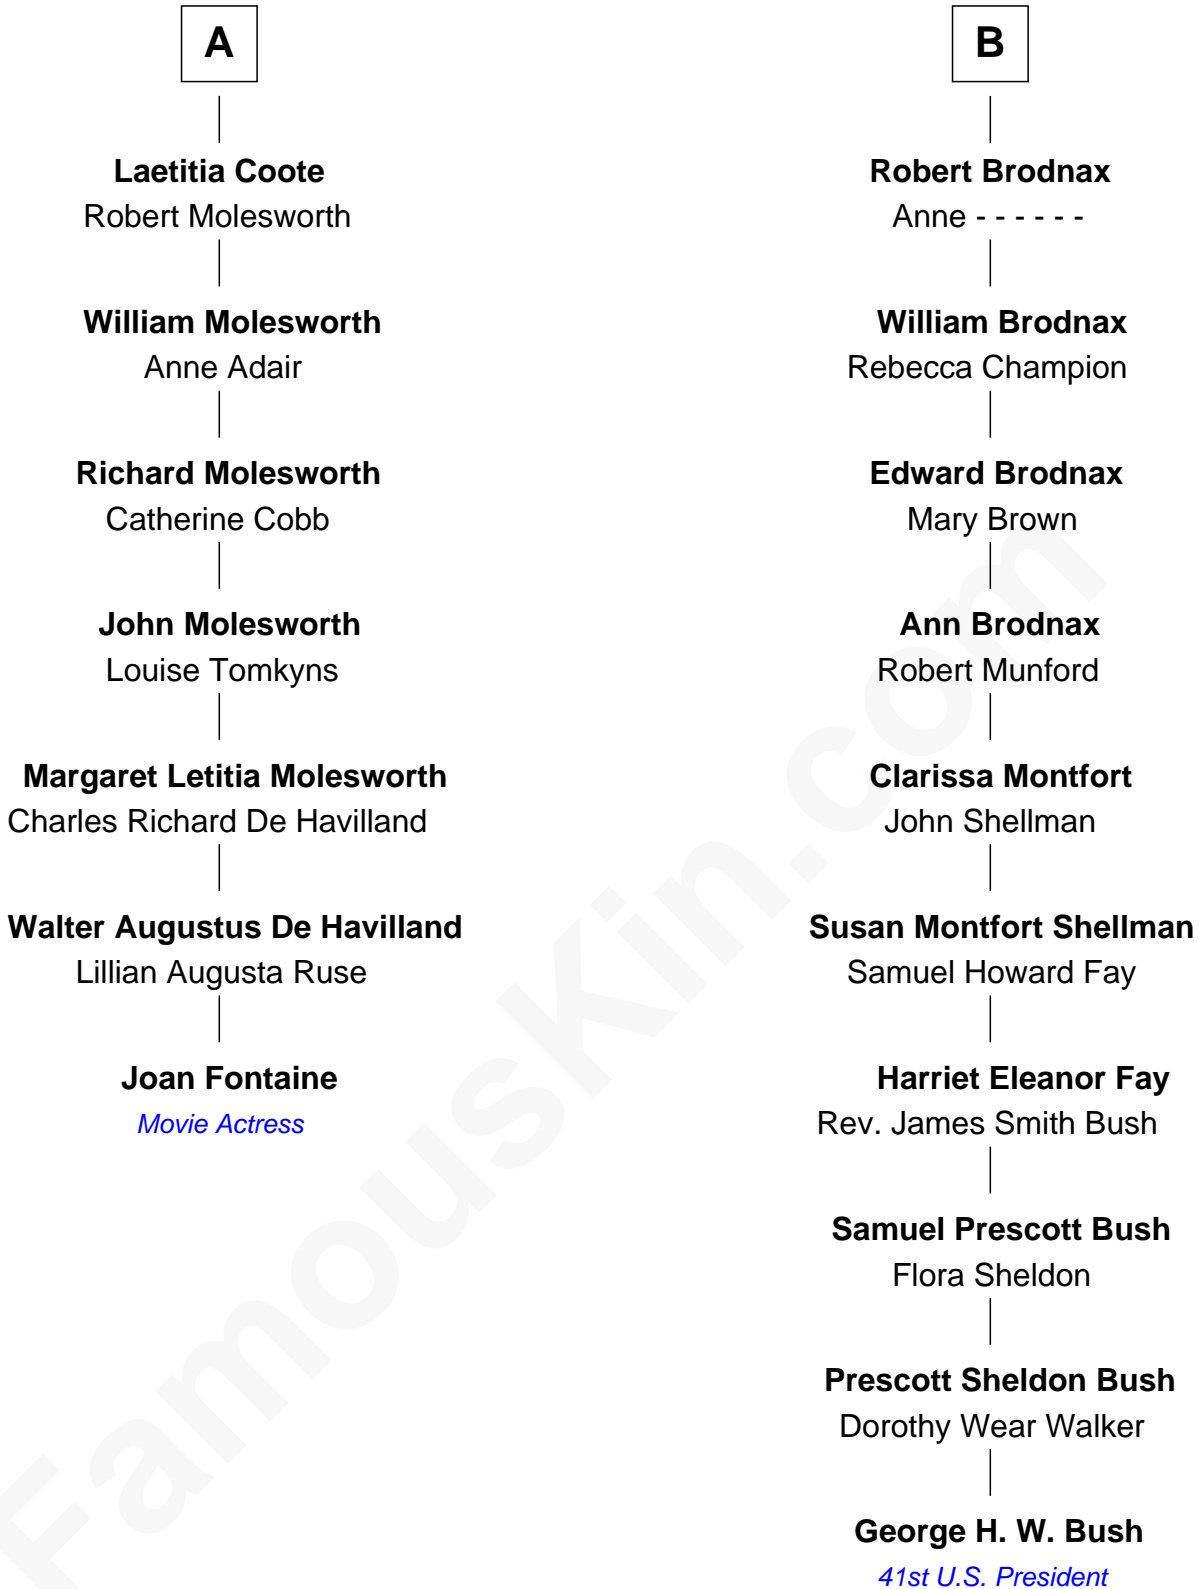 A
Laetitia Coote
Robert Molesworth
William Molesworth
Anne Adair
Richard Molesworth
Catherine Cobb
John Molesworth
Louise Tomkyns
Margaret Letitia Molesworth
Charles Richard De Havilland
Walter Augustus De Havilland
Lillian Augusta Ruse
Joan Fontaine
Movie Actress
B
Robert Brodnax
Anne - - - - - -
William Brodnax
Rebecca Champion
Edward Brodnax
Mary Brown
Ann Brodnax
Robert Munford
Clarissa Montfort
John Shellman
Susan Montfort Shellman
Samuel Howard Fay
Harriet Eleanor Fay
Rev. James Smith Bush
Samuel Prescott Bush
Flora Sheldon
Prescott Sheldon Bush
Dorothy Wear Walker
George H. W. Bush
41st U.S. President
FamousKin.com